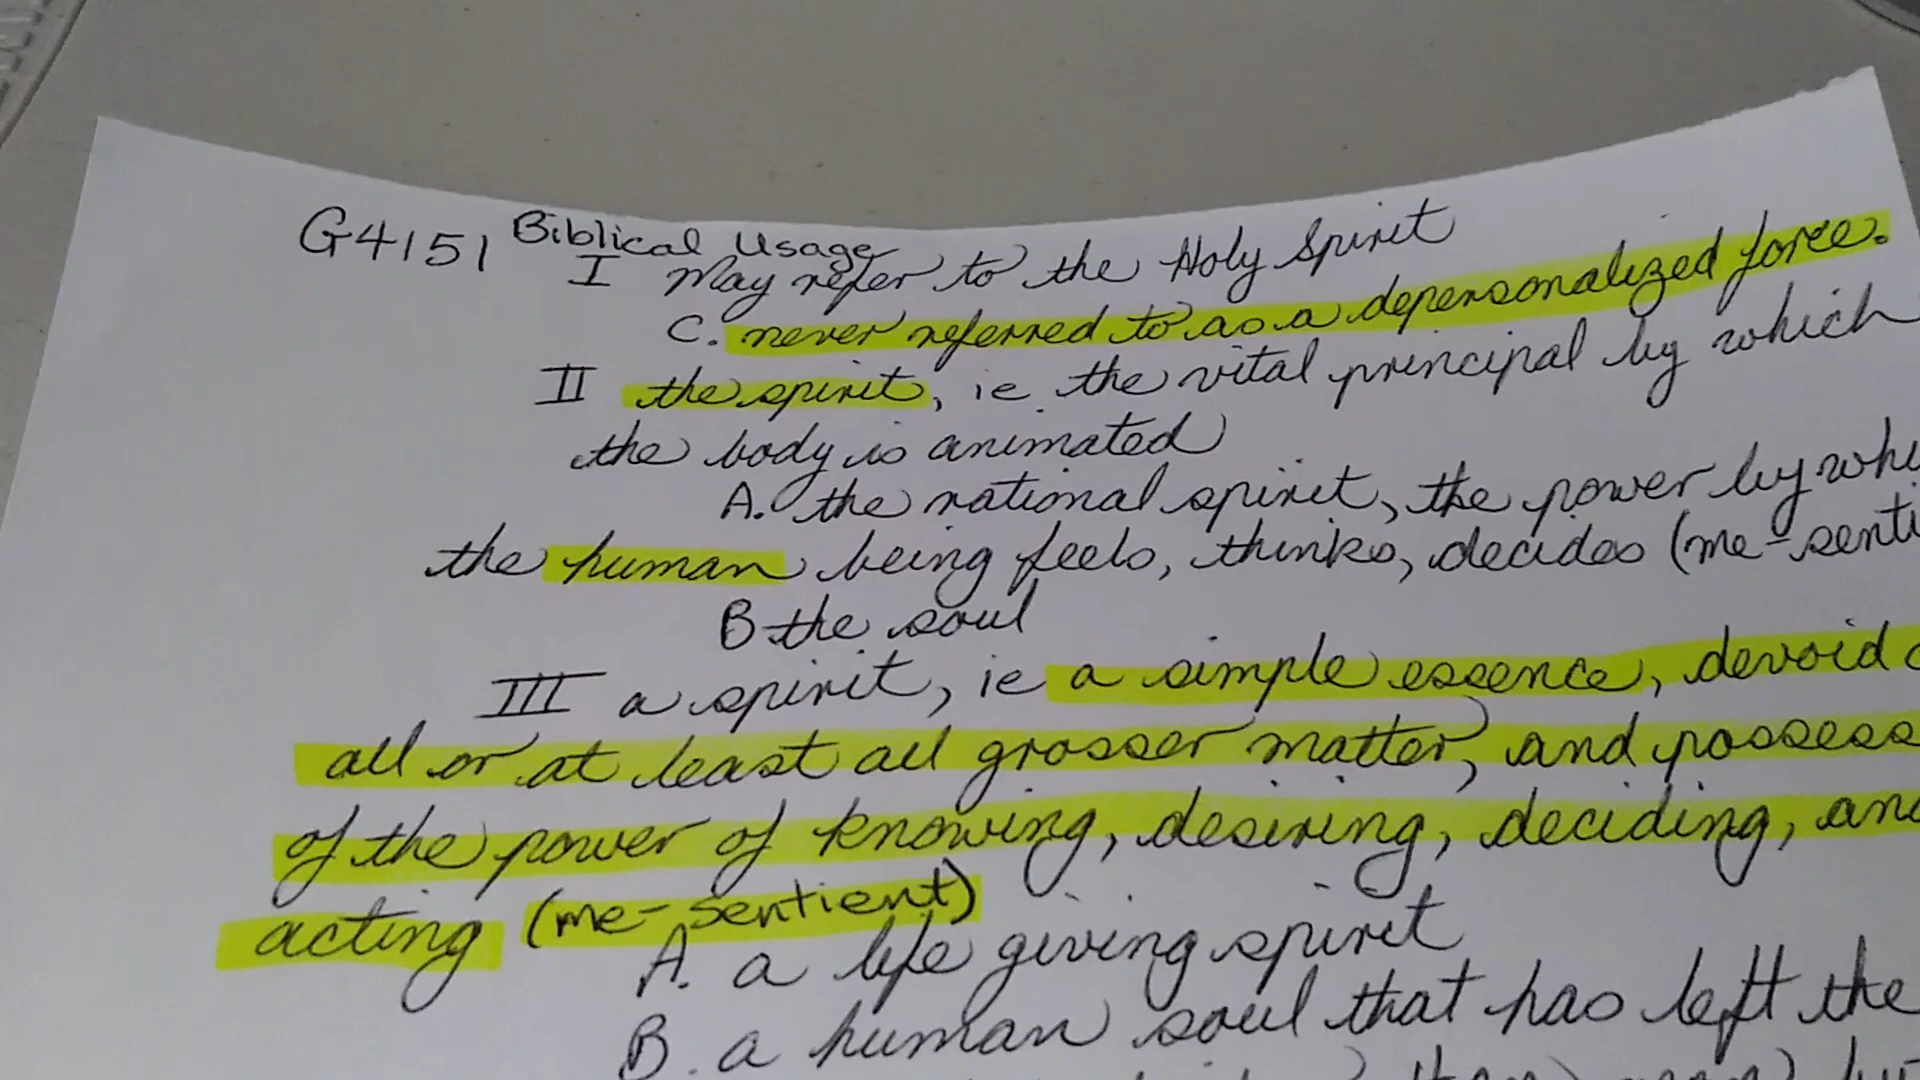 G4151 Biblical Usage
I May refer to the Holy Spirit
C. never referred to as a depersonalized force.
II the spirit, ie the vital principal by which
the body is animated
A. the rational spirit, the power by whi
the human being feels, thinks, decides (me-senti
B the soul
III a spirit, ie a simple essence, devoid o
all or at least all grosser matter, and possess
of the power of knowing, desiring, deciding, and
acting (me-sentient)
A. a life giving spirit
B. a human soul that has left the